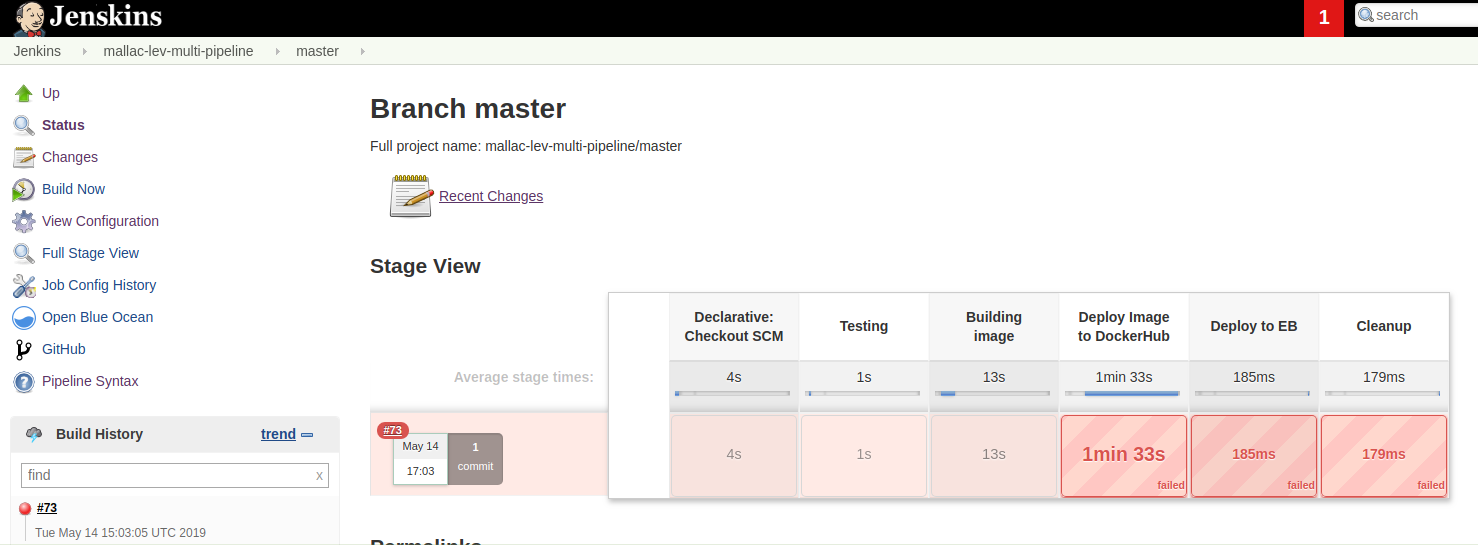 Jenskins
1
search
Jenkins
mallac-lev-multi-pipeline
master
Up
Status
Changes
Build Now
View Configuration
Full Stage View
Job Config History
Open Blue Ocean
GitHub
Pipeline Syntax
Build History
trend
find
x
#73
Tue May 14 15:03:05 UTC 2019
Branch master
Full project name: mallac-lev-multi-pipeline/master
Recent Changes
Stage View
Declarative:
Checkout SCM
Testing
Building
image
Deploy Image
to DockerHub
Deploy to EB
Cleanup
Average stage times:
4s
1s
13s
1min 33s
185ms
179ms
#73
May 14
17:03
1
commit
4s
1s
13s
1min 33s
failed
185ms
failed
179ms
failed
Permalinks